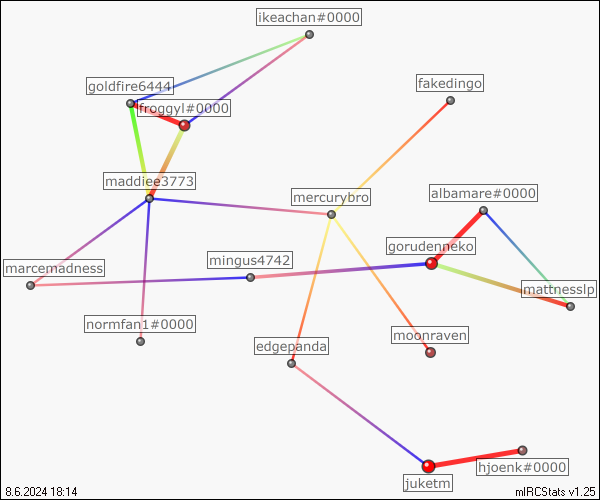 ikeachan#0000
goldfire6444
fakedingo
froggyl#0000
maddiee3773
mercurybro
albamare#0000
gorudenneko
mingus4742
marcemadness
mattnesslp
normfan1#0000
moonraven
edgepanda
hjoenk#0000
juketm
8.6.2024 18:14
mIRCStats v1.25